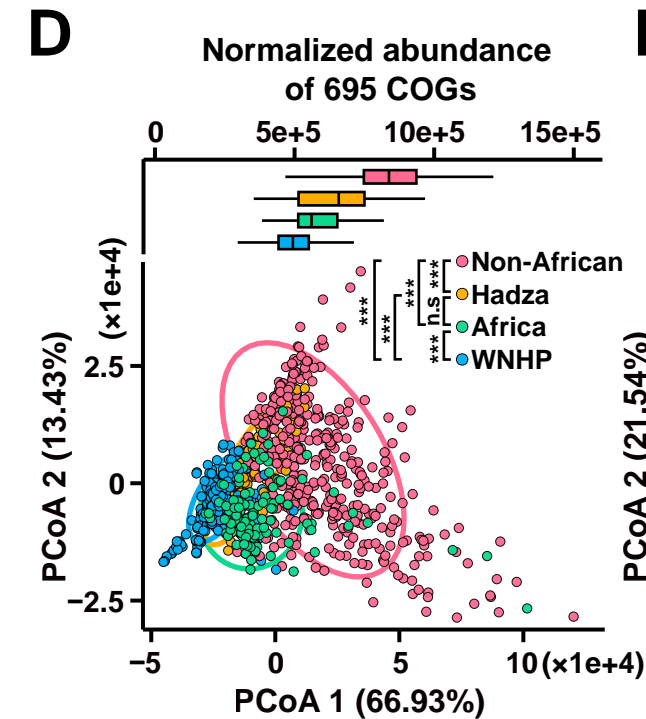 D
Normalized abundance
of 695 COGs
0 5e+5 10e+5 15e+5
(×1e+4)
PCoA 2 (13.43%)
2.5
0
−2.5
*** *** *** *** n.s ***
Non-African
Hadza
Africa
WNHP
−5 0 5 10 (×1e+4)
PCoA 1 (66.93%)
PCoA 2 (21.54%)